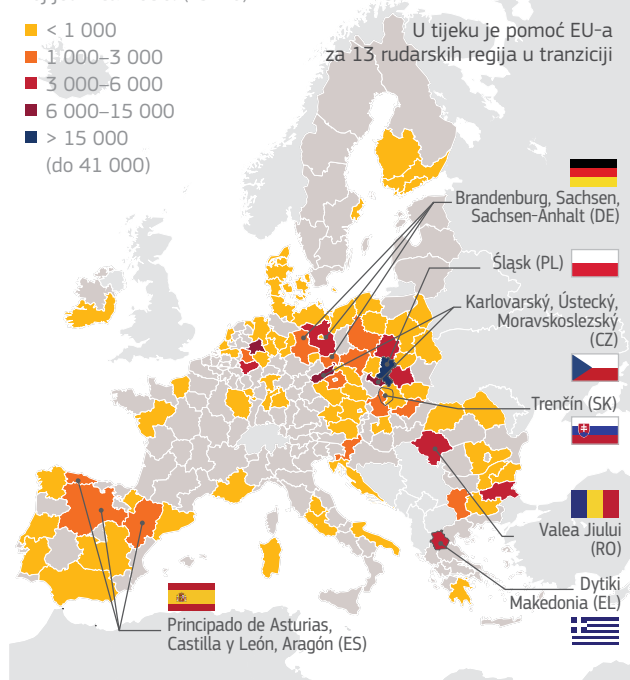 < 1 000
1 000–3 000
3 000–6 000
6 000–15 000
> 15 000
(do 41 000)
U tijeku je pomoć EU-a
za 13 rudarskih regija u tranziciji
Brandenburg, Sachsen,
Sachsen-Anhalt (DE)
Śląsk (PL)
Karlovarský, Ústecký,
Moravskoslezský
(CZ)
Trenčín (SK)
Valea Jiului
(RO)
Dytiki
Makedonia (EL)
Principado de Asturias,
Castilla y León, Aragón (ES)